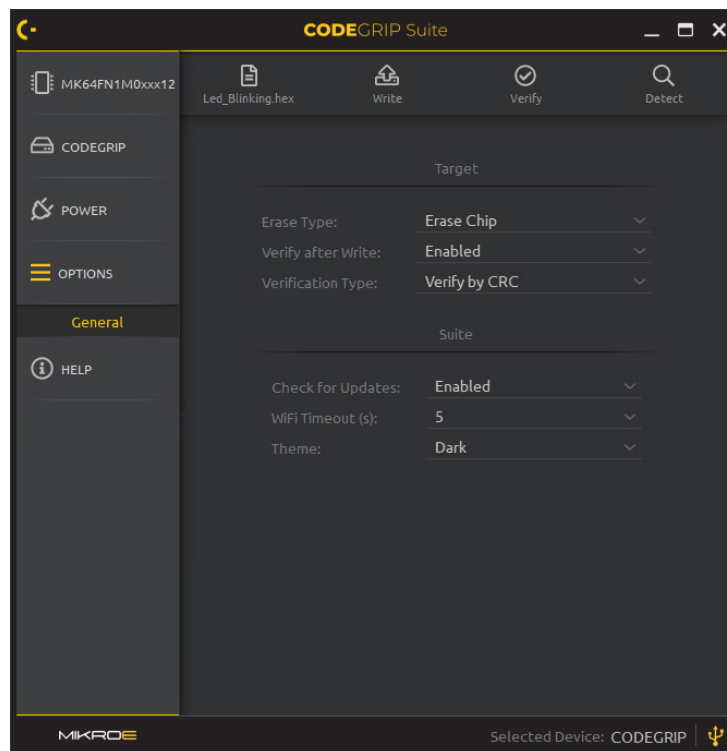 CODEGRIP Suite
MK64FN1M0xxx12
Led_Blinking.hex
Write
Verify
Detect
CODEGRIP
POWER
OPTIONS
General
HELP
Target
Erase Type: Erase Chip
Verify after Write: Enabled
Verification Type: Verify by CRC
Suite
Check for Updates: Enabled
WiFi Timeout (s): 5
Theme: Dark
MIKROE
Selected Device: CODEGRIP